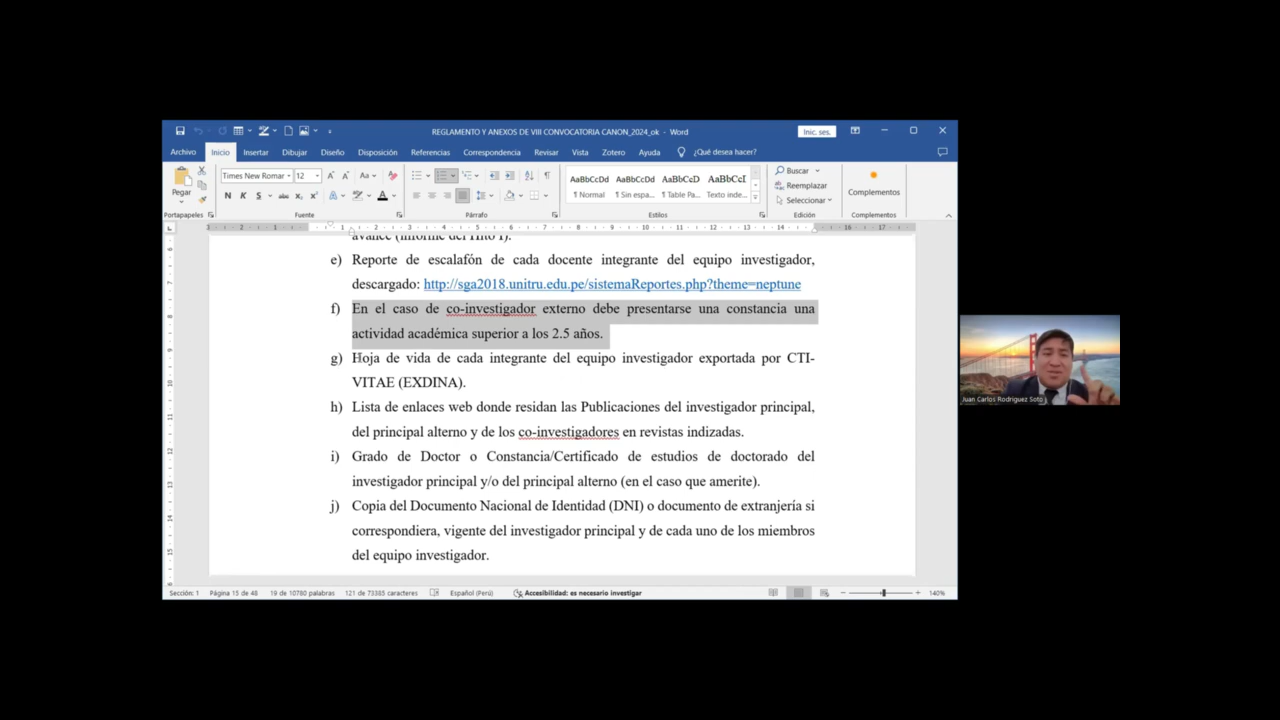 REGLAMENTO Y ANEXOS DE VIII CONVOCATORIA CANON_2024_ok - Word
Inic. ses.
Archivo Inicio Insertar Dibujar Diseño Disposición Referencias Correspondencia Revisar Vista Zotero Ayuda ¿Qué desea hacer?
Pegar
Times New Romar 12
N K S abc x₂ x²
AaBbCcDd AaBbCcDd AaBbCcD AaBbCcI
¶ Normal ¶ Sin espa... ¶ Table Pa... Texto inde...
Buscar
Reemplazar
Seleccionar
Complementos
Portapapeles Fuente Párrafo Estilos Edición Complementos
avance (informe del Hito I).
e) Reporte de escalafón de cada docente integrante del equipo investigador,
descargado: http://sga2018.unitru.edu.pe/sistemaReportes.php?theme=neptune
f) En el caso de co-investigador externo debe presentarse una constancia una
actividad académica superior a los 2.5 años.
g) Hoja de vida de cada integrante del equipo investigador exportada por CTI-
VITAE (EXDINA).
h) Lista de enlaces web donde residan las Publicaciones del investigador principal,
del principal alterno y de los co-investigadores en revistas indizadas.
i) Grado de Doctor o Constancia/Certificado de estudios de doctorado del
investigador principal y/o del principal alterno (en el caso que amerite).
j) Copia del Documento Nacional de Identidad (DNI) o documento de extranjería si
correspondiera, vigente del investigador principal y de cada uno de los miembros
del equipo investigador.
Juan Carlos Rodriguez Soto
Sección: 1 Página 15 de 48 19 de 10780 palabras 121 de 73385 caracteres Español (Perú) Accesibilidad: es necesario investigar 140%